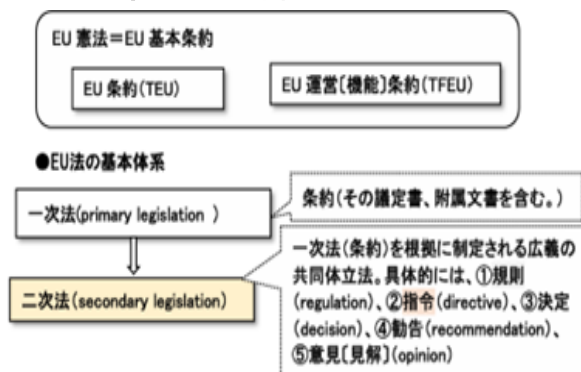 EU 憲法＝EU 基本条約
EU 条約(TEU)
EU 運営〔機能〕条約(TFEU)
●EU法の基本体系
一次法(primary legislation )
条約(その議定書、附属文書を含む。)
二次法(secondary legislation)
一次法(条約)を根拠に制定される広義の
共同体立法。具体的には、①規則
(regulation)、②指令(directive)、③決定
(decision)、④勧告(recommendation)、
⑤意見〔見解〕(opinion)